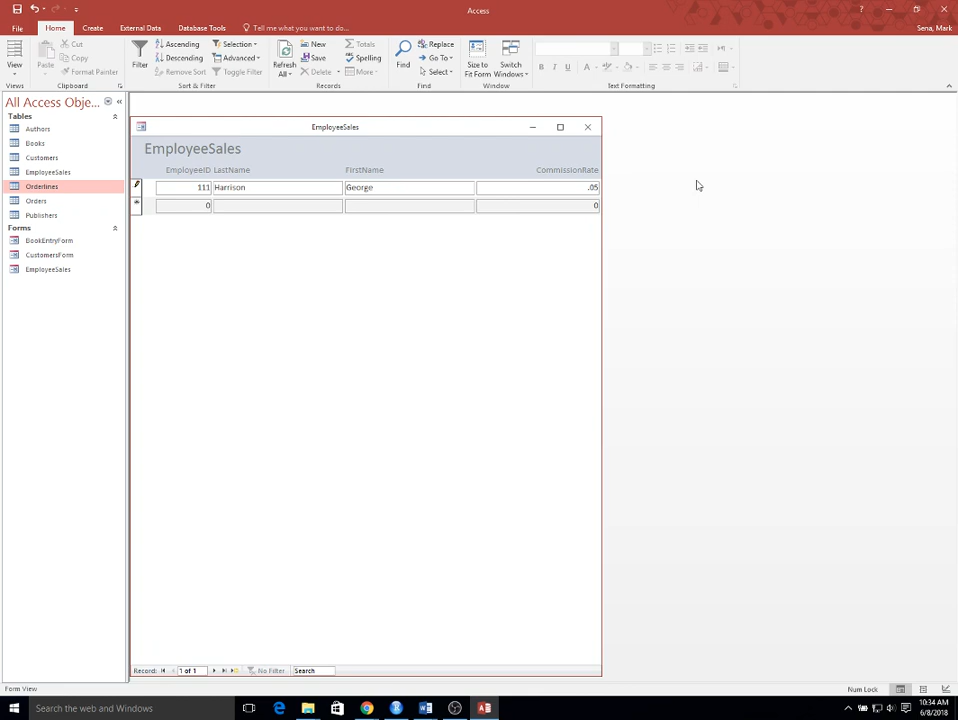 Access
? Sena, Mark
File Home Create External Data Database Tools Tell me what you want to do...
View Paste Cut Copy Format Painter
Filter Ascending Descending Remove Sort Selection Advanced Toggle Filter
Refresh All New Save Delete Totals Spelling More
Find Replace Go To Select
Size to Fit Form Switch Windows
B I U A
Views Clipboard Sort & Filter Records Find Window Text Formatting
All Access Obje...
Tables
Authors
Books
Customers
EmployeeSales
Orderlines
Orders
Publishers
Forms
BookEntryForm
CustomersForm
EmployeeSales
EmployeeSales
EmployeeSales
EmployeeID LastName FirstName CommissionRate
111 Harrison George .05
* 0 0
Record: 1 of 1 No Filter Search
Form View Num Lock
Search the web and Windows
10:34 AM
6/8/2018